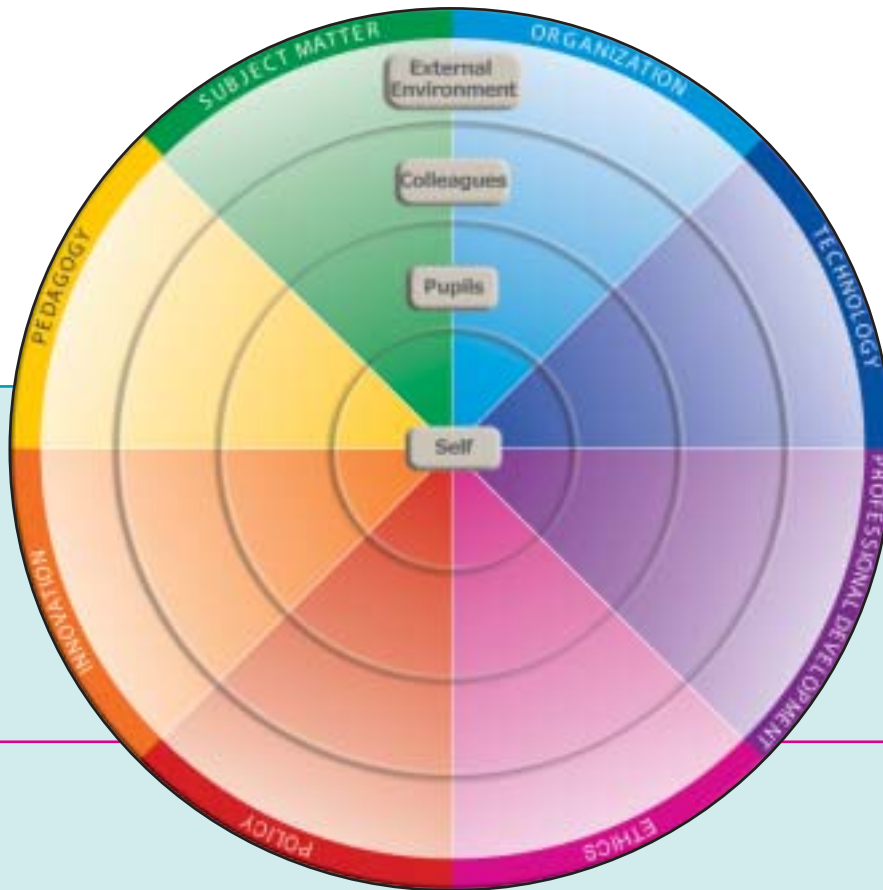 SUBJECT MATTER
ORGANIZATION
TECHNOLOGY
PROFESSIONAL DEVELOPMENT
ETHICS
POLICY
INNOVATION
PEDAGOGY
External
Environment
Colleagues
Pupils
Self